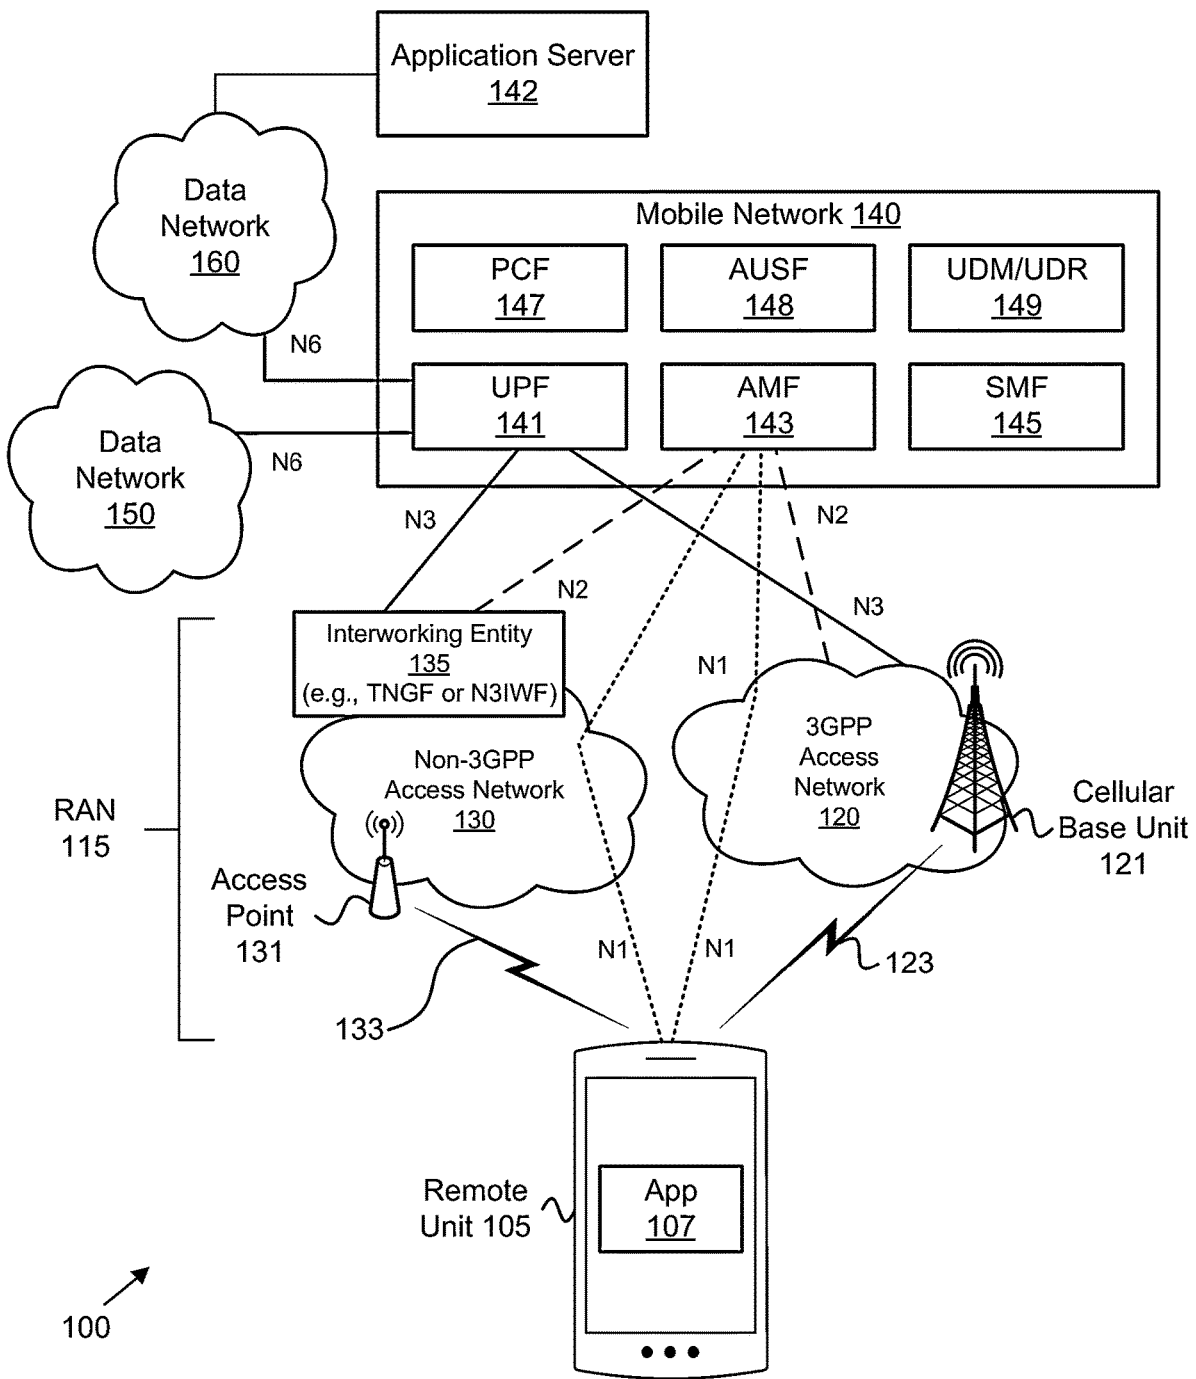 Application Server
142
Data
Network
160
Mobile Network 140
PCF
147
AUSF
148
UDM/UDR
149
N6
UPF
141
AMF
143
SMF
145
Data
Network
150
N6
N3
N2
N2
N3
Interworking Entity
135
(e.g., TNGF or N3IWF)
N1
3GPP
Access
Network
120
Non-3GPP
Access Network
130
RAN
115
Cellular
Base Unit
121
Access
Point
131
N1
N1
123
133
Remote
Unit 105
App
107
100